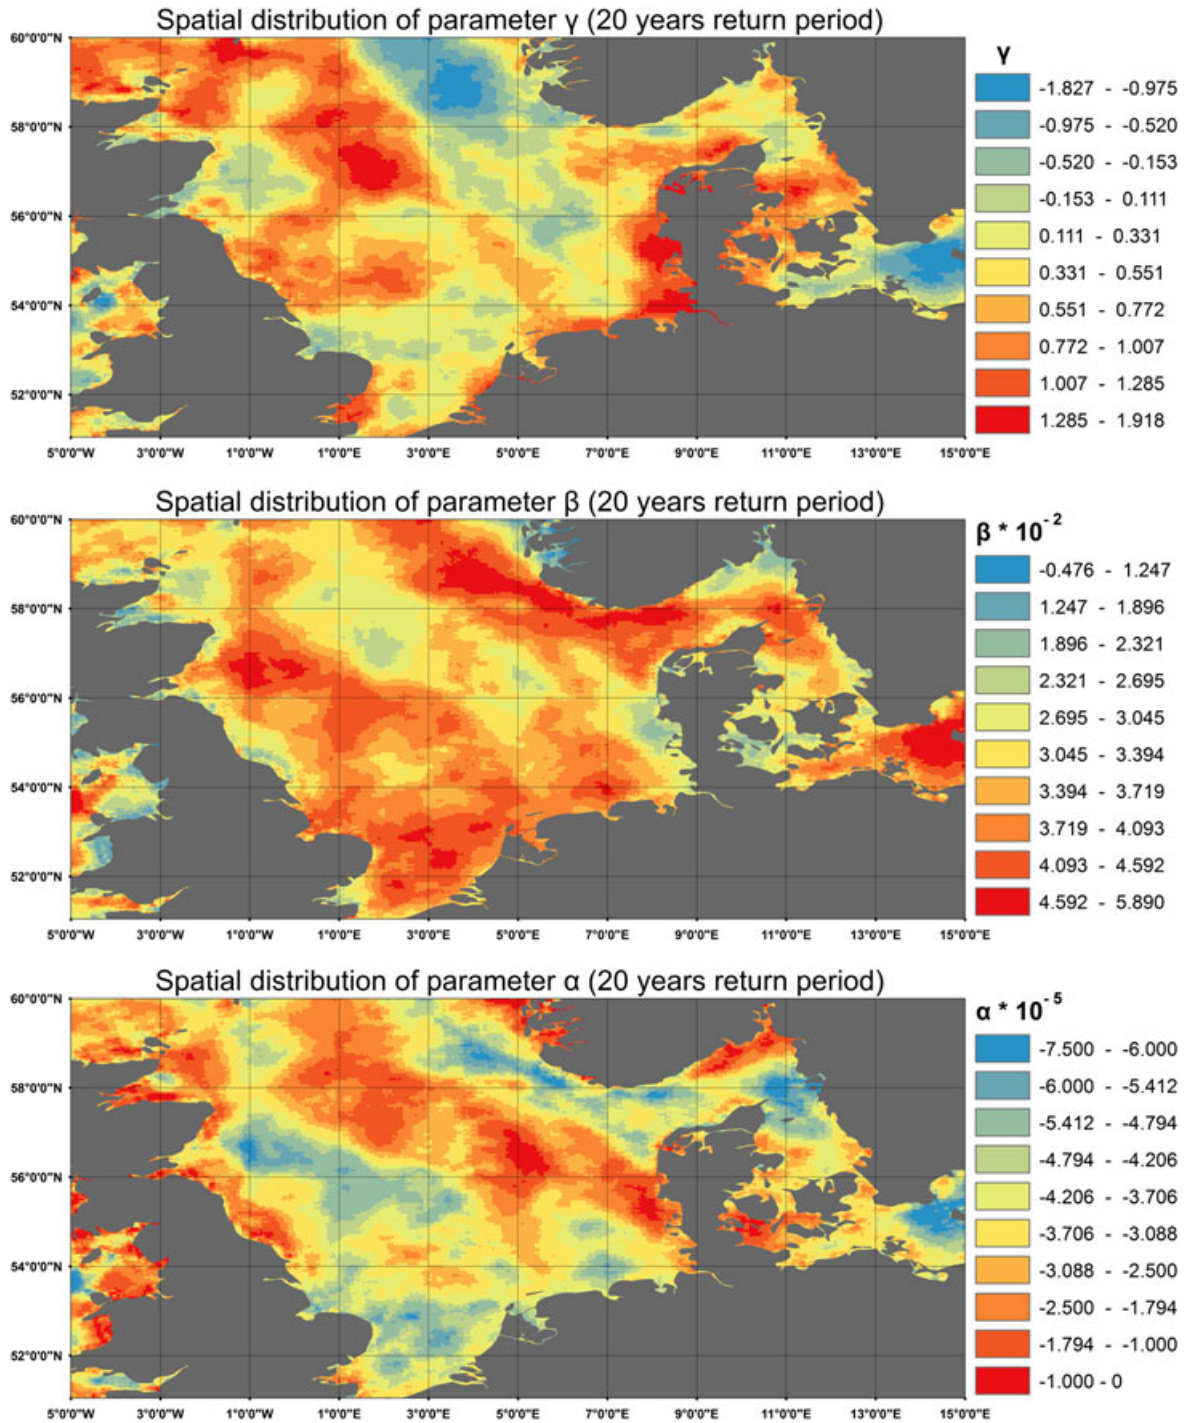 Spatial distribution of parameter γ (20 years return period)
60°0'0"N
58°0'0"N
56°0'0"N
54°0'0"N
52°0'0"N
5°0'0"W 3°0'0"W 1°0'0"W 1°0'0"E 3°0'0"E 5°0'0"E 7°0'0"E 9°0'0"E 11°0'0"E 13°0'0"E 15°0'0"E
γ
-1.827 - -0.975
-0.975 - -0.520
-0.520 - -0.153
-0.153 - 0.111
0.111 - 0.331
0.331 - 0.551
0.551 - 0.772
0.772 - 1.007
1.007 - 1.285
1.285 - 1.918
Spatial distribution of parameter β (20 years return period)
60°0'0"N
58°0'0"N
56°0'0"N
54°0'0"N
52°0'0"N
5°0'0"W 3°0'0"W 1°0'0"W 1°0'0"E 3°0'0"E 5°0'0"E 7°0'0"E 9°0'0"E 11°0'0"E 13°0'0"E 15°0'0"E
β * 10⁻²
-0.476 - 1.247
1.247 - 1.896
1.896 - 2.321
2.321 - 2.695
2.695 - 3.045
3.045 - 3.394
3.394 - 3.719
3.719 - 4.093
4.093 - 4.592
4.592 - 5.890
Spatial distribution of parameter α (20 years return period)
60°0'0"N
58°0'0"N
56°0'0"N
54°0'0"N
52°0'0"N
5°0'0"W 3°0'0"W 1°0'0"W 1°0'0"E 3°0'0"E 5°0'0"E 7°0'0"E 9°0'0"E 11°0'0"E 13°0'0"E 15°0'0"E
α * 10⁻⁵
-7.500 - -6.000
-6.000 - -5.412
-5.412 - -4.794
-4.794 - -4.206
-4.206 - -3.706
-3.706 - -3.088
-3.088 - -2.500
-2.500 - -1.794
-1.794 - -1.000
-1.000 - 0